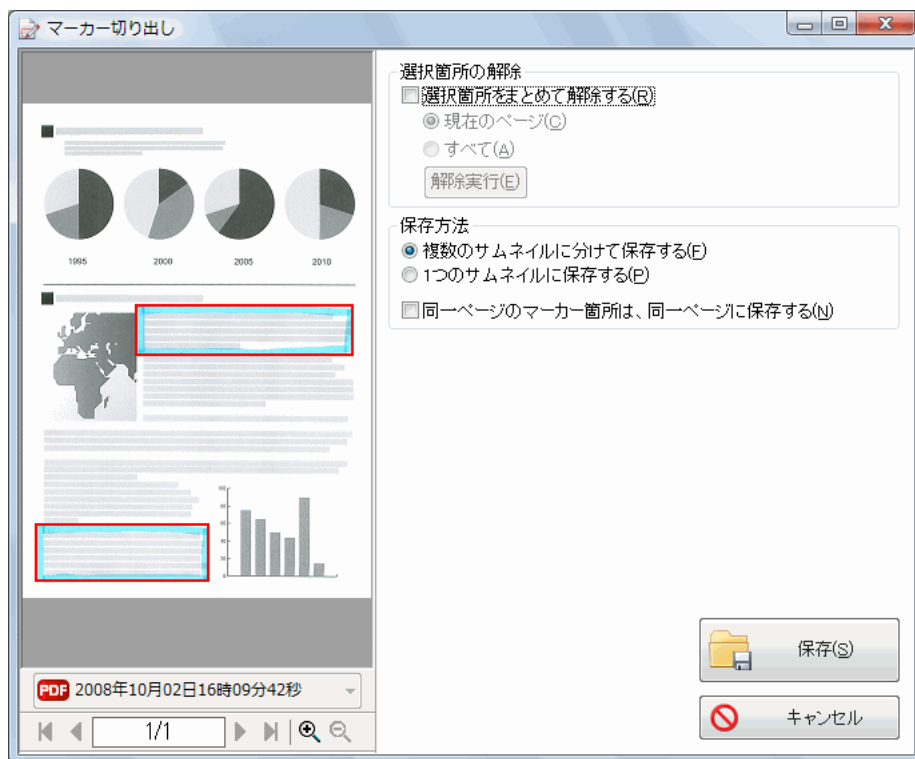 マーカー切り出し
1995 2000 2005 2010
PDF 2008年10月02日16時09分42秒
1/1
選択箇所の解除
選択箇所をまとめて解除する(R)
現在のページ(C)
すべて(A)
解除実行(E)
保存方法
複数のサムネイルに分けて保存する(F)
1つのサムネイルに保存する(P)
同一ページのマーカー箇所は、同一ページに保存する(N)
保存(S)
キャンセル